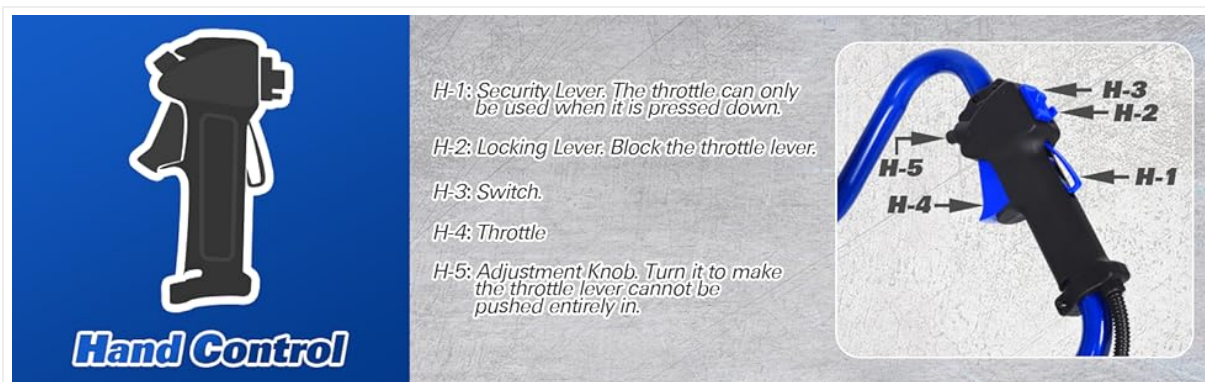 H-1: Security Lever. The throttle can only
be used when it is pressed down.
H-2: Locking Lever. Block the throttle lever.
H-3: Switch.
H-4: Throttle
H-5: Adjustment Knob. Turn it to make
the throttle lever cannot be
pushed entirely in.
Hand Control
H-3
H-2
H-5
H-1
H-4